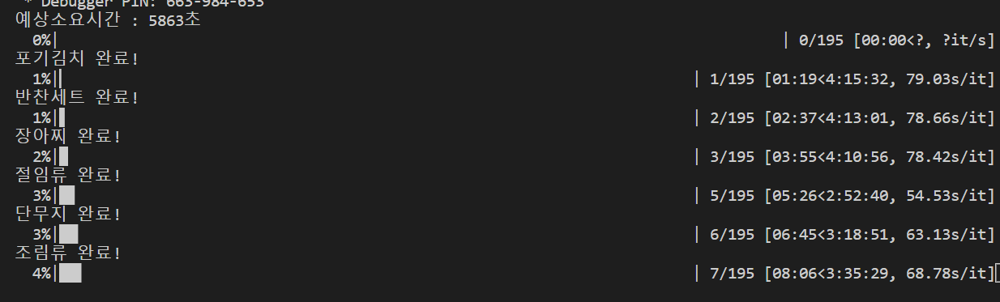 * Debugger PIN: 663-984-653
예상소요시간 : 5863초
0%| | 0/195 [00:00<?, ?it/s]
포기김치 완료!
1%| | 1/195 [01:19<4:15:32, 79.03s/it]
반찬세트 완료!
1%| | 2/195 [02:37<4:13:01, 78.66s/it]
장아찌 완료!
2%| | 3/195 [03:55<4:10:56, 78.42s/it]
절임류 완료!
3%| | 5/195 [05:26<2:52:40, 54.53s/it]
단무지 완료!
3%| | 6/195 [06:45<3:18:51, 63.13s/it]
조림류 완료!
4%| | 7/195 [08:06<3:35:29, 68.78s/it]